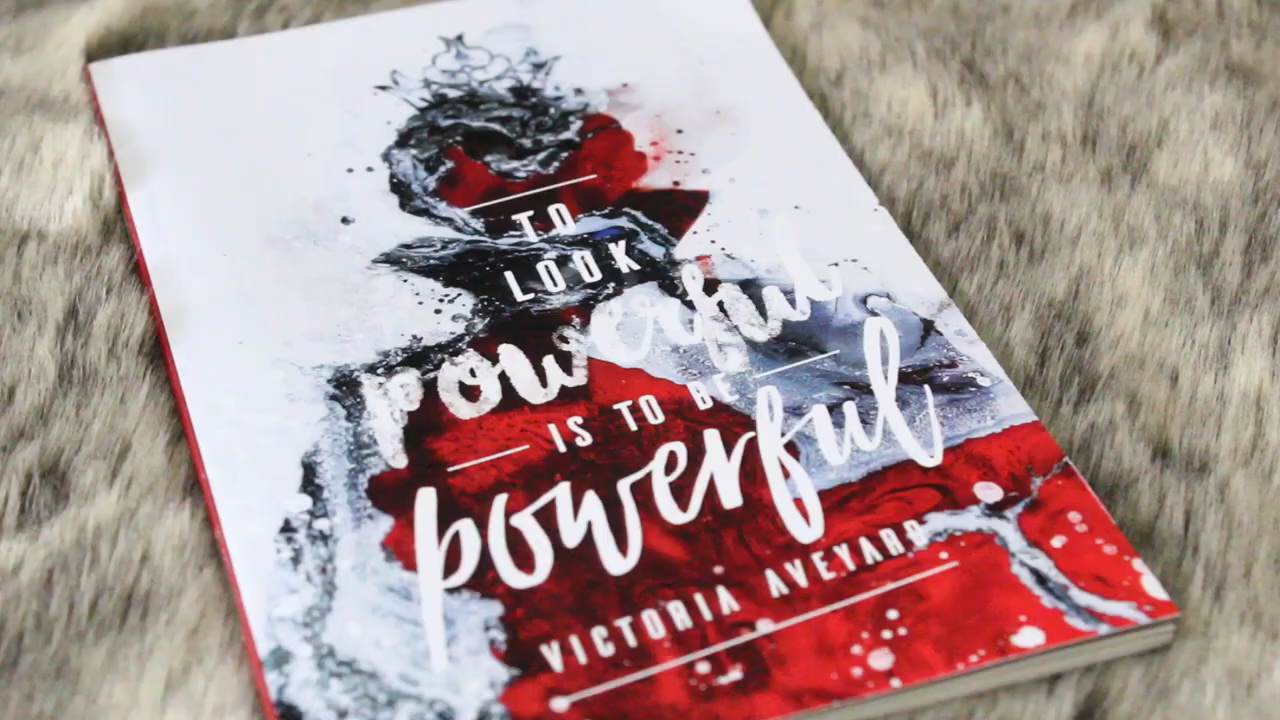 TO
LOOK
powerful
IS TO BE
powerful
VICTORIA AVEYARD